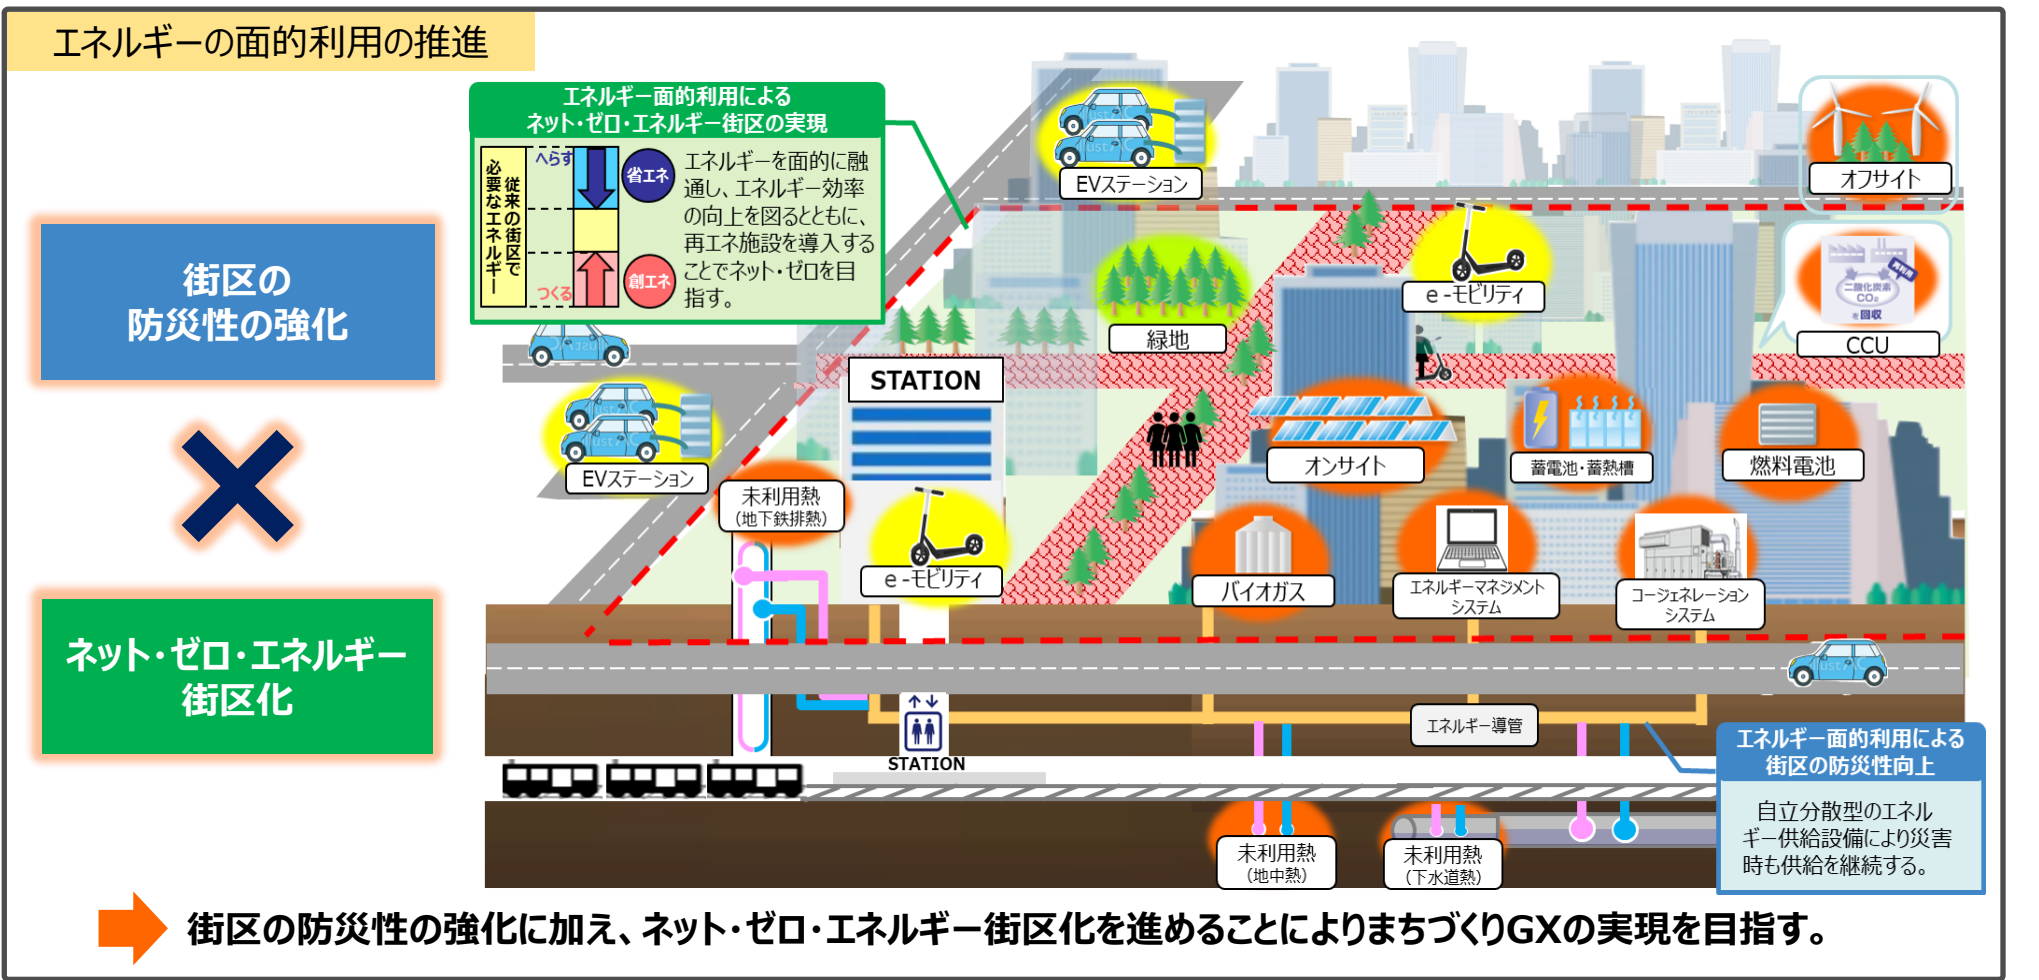 エネルギーの面的利用の推進
エネルギー面的利用による
ネット・ゼロ・エネルギー街区の実現
従来の街区で
必要なエネルギー
へらす
省エネ
つくる
創エネ
エネルギーを面的に融
通し、エネルギー効率
の向上を図るとともに、
再エネ施設を導入する
ことでネット・ゼロを目
指す。
街区の
防災性の強化
ネット・ゼロ・エネルギー
街区化
EVステーション
オフサイト
e-モビリティ
緑地
再利用
二酸化炭素
CO₂
を回収
CCU
STATION
EVステーション
オンサイト
蓄電池・蓄熱槽
燃料電池
未利用熱
（地下鉄排熱）
e-モビリティ
バイオガス
エネルギーマネジメント
システム
コージェネレーション
システム
エネルギー導管
STATION
エネルギー面的利用による
街区の防災性向上
自立分散型のエネル
ギー供給設備により災害
時も供給を継続する。
未利用熱
（地中熱）
未利用熱
（下水道熱）
街区の防災性の強化に加え、ネット・ゼロ・エネルギー街区化を進めることによりまちづくりGXの実現を目指す。